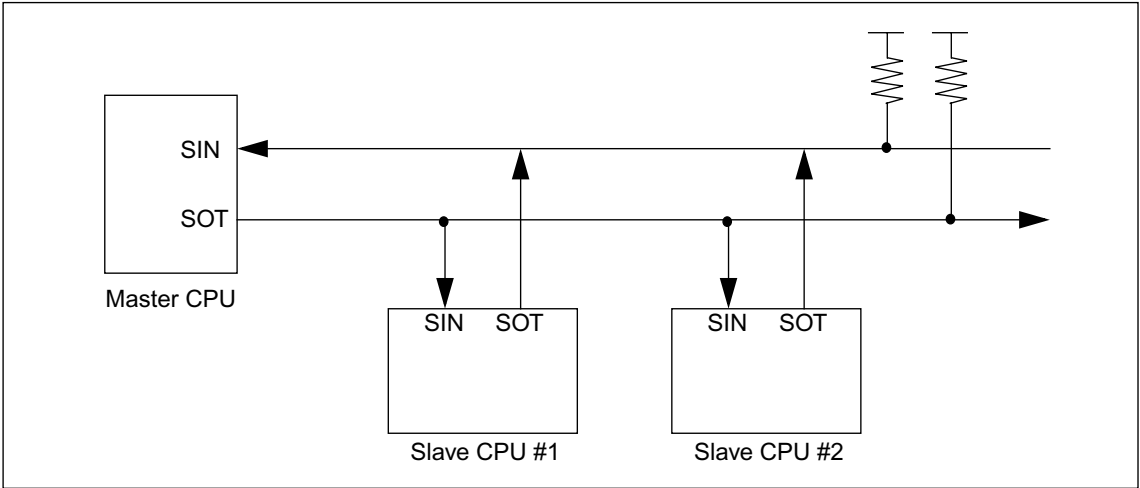 SIN
SOT
Master CPU
SIN SOT
Slave CPU #1
SIN SOT
Slave CPU #2